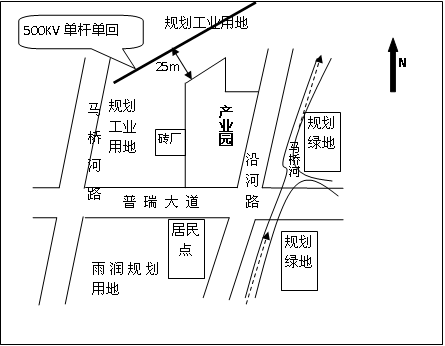 500KV 单杆单回
规划工业用地
25m
N
马桥河路
规划
工业
用地
产业园
砖厂
沿河路
马桥河
规划
绿地
普瑞大道
居民
点
雨润规划
用地
规划
绿地